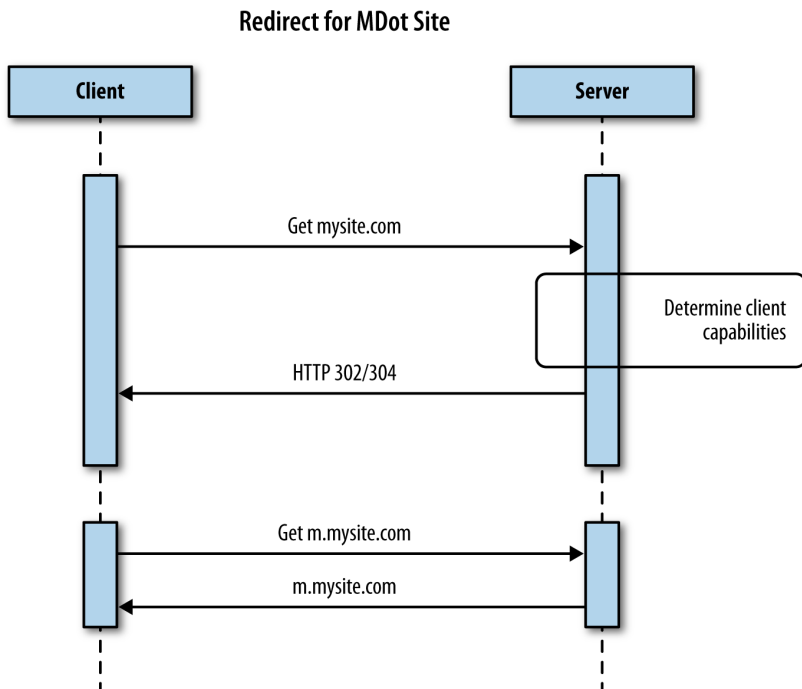 Redirect for MDot Site
Client
Server
Get mysite.com
Determine client
capabilities
HTTP 302/304
Get m.mysite.com
m.mysite.com